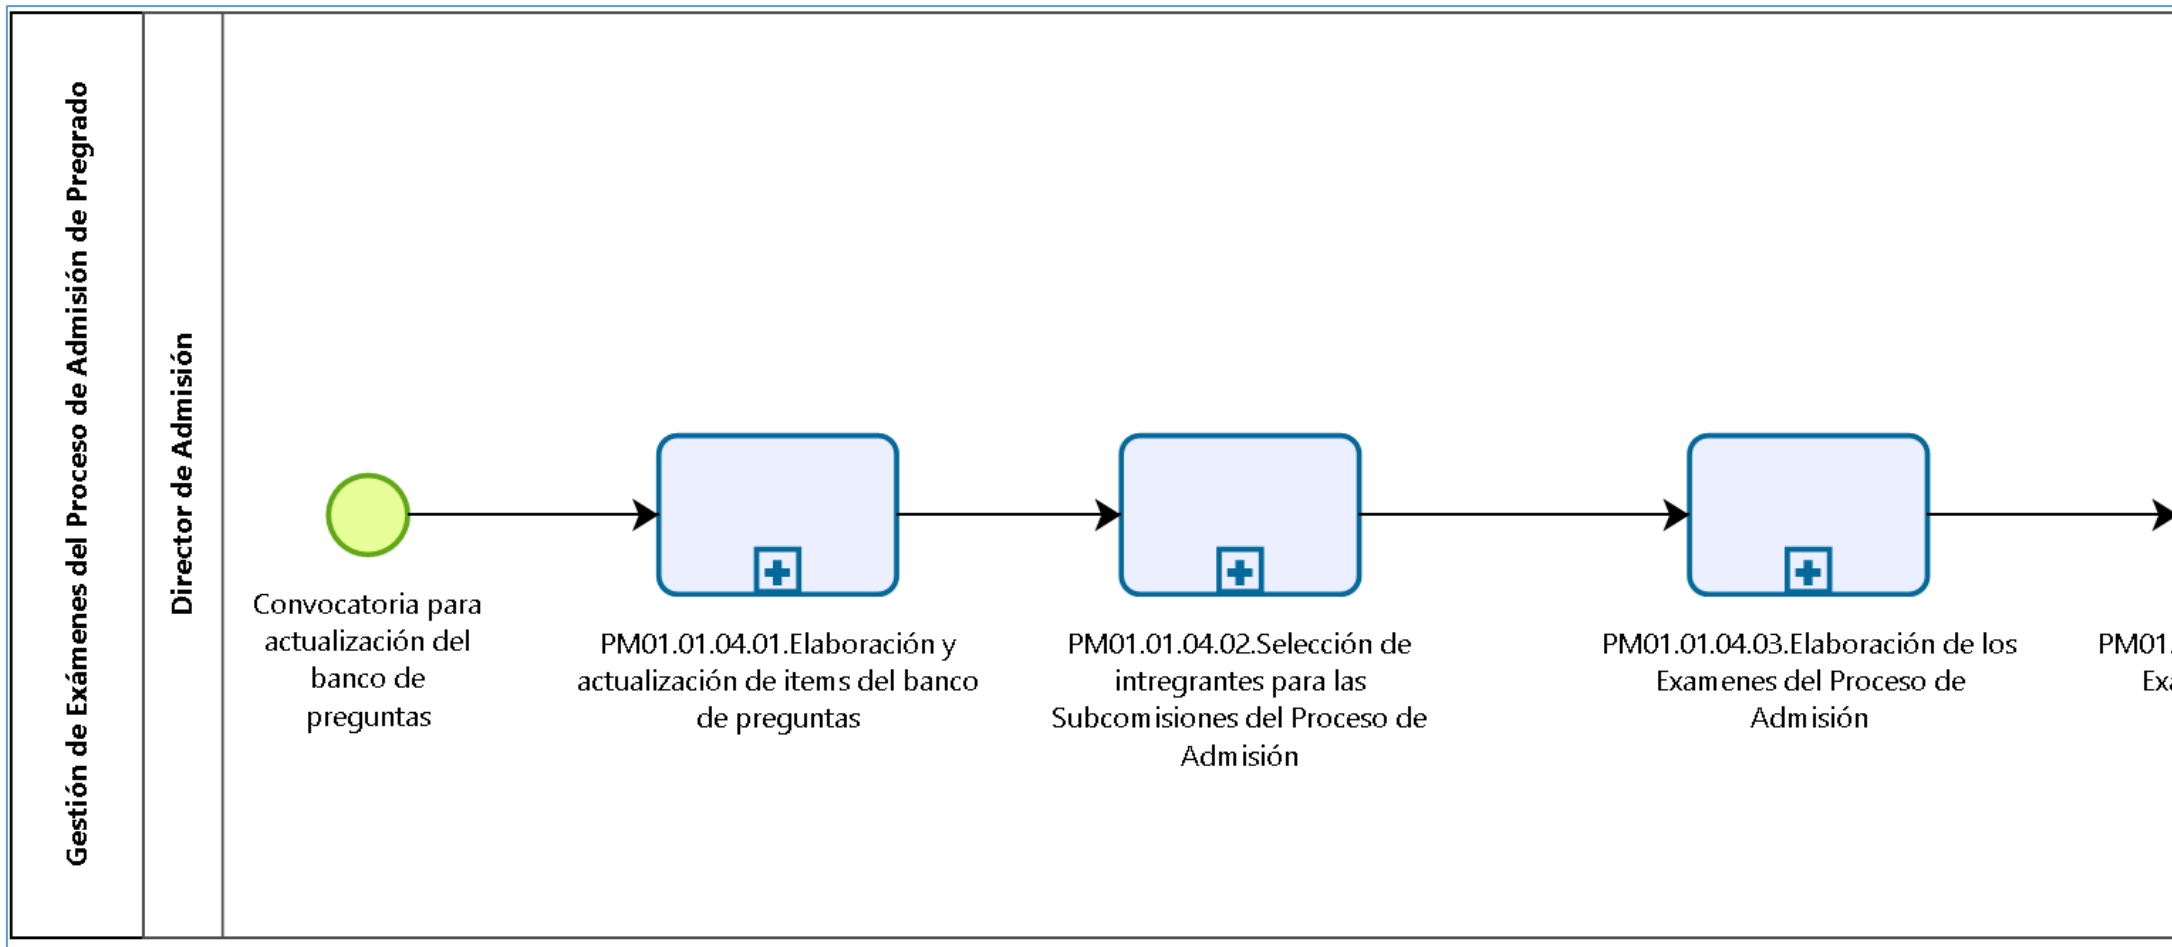 Gestión de Exámenes del Proceso de Admisión de Pregrado
Director de Admisión
Convocatoria para
actualización del
banco de
preguntas
PM01.01.04.01.Elaboración y
actualización de items del banco
de preguntas
PM01.01.04.02.Selección de
intregrantes para las
Subcomisiones del Proceso de
Admisión
PM01.01.04.03.Elaboración de los
Examenes del Proceso de
Admisión
PM01.